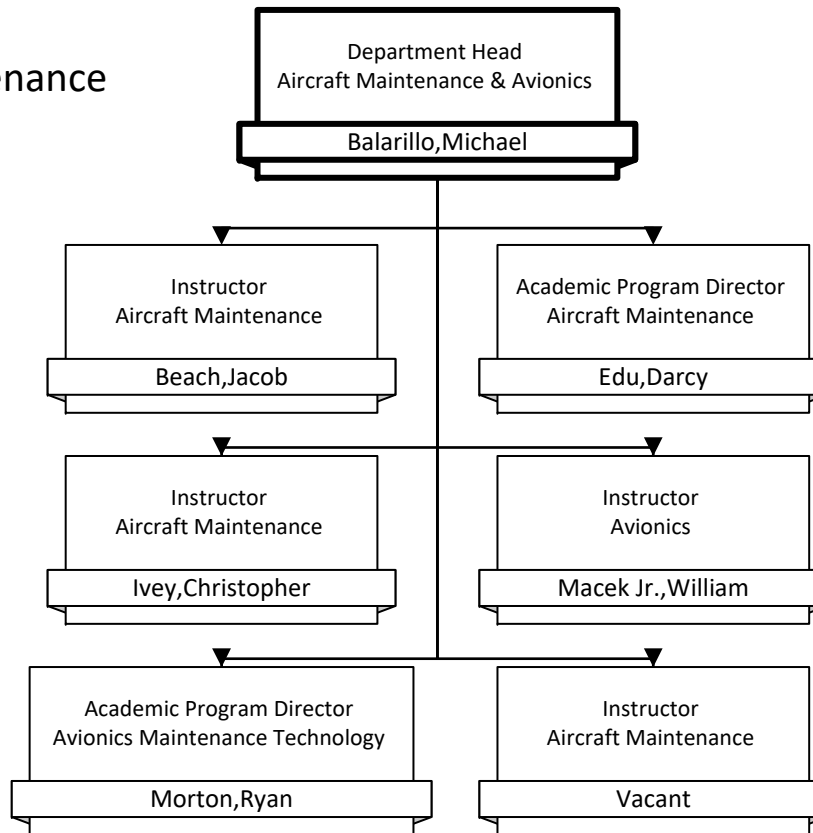 Department Head
Aircraft Maintenance & Avionics
Balarillo,Michael
Instructor
Aircraft Maintenance
Beach,Jacob
Academic Program Director
Aircraft Maintenance
Edu,Darcy
Instructor
Aircraft Maintenance
Ivey,Christopher
Instructor
Avionics
Macek Jr.,William
Academic Program Director
Avionics Maintenance Technology
Morton,Ryan
Instructor
Aircraft Maintenance
Vacant